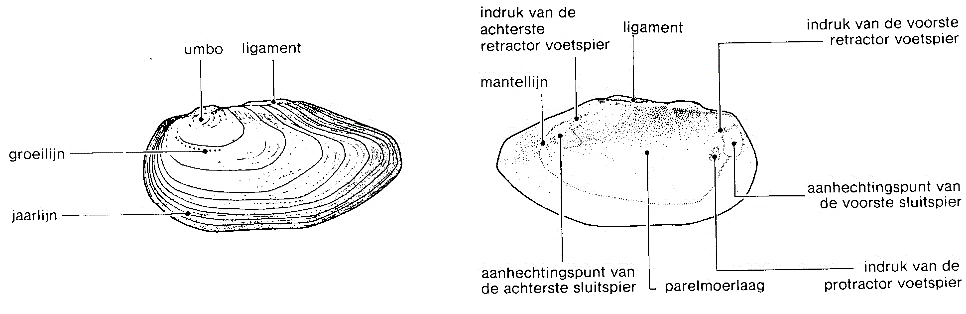 umbo ligament
groeilijn
jaarlijn
indruk van de
achterste
retractor voetspier
ligament
indruk van de voorste
retractor voetspier
mantellijn
aanhechtingspunt van
de voorste sluitspier
aanhechtingspunt van
de achterste sluitspier
parelmoerlaag
indruk van de
protractor voetspier